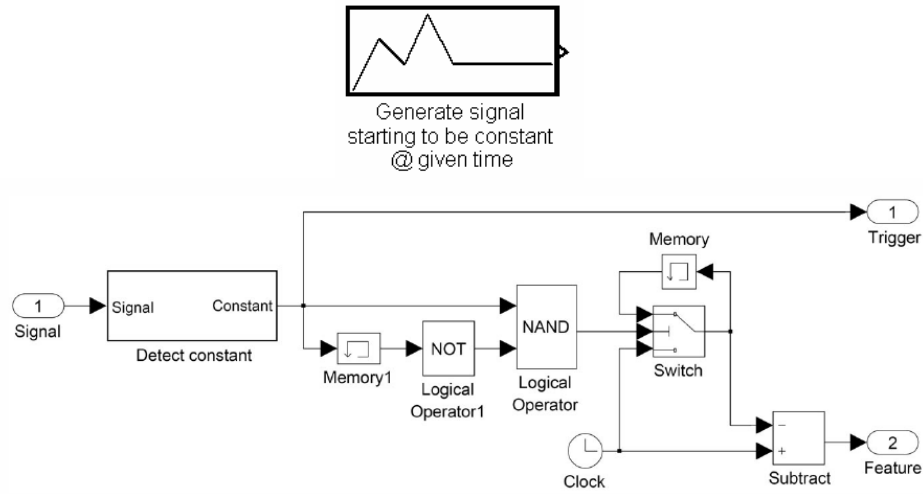 Generate signal
starting to be constant
@ given time
1
Trigger
Memory
1
Signal
Signal
Constant
Detect constant
Memory1
NOT
Logical
Operator1
NAND
Logical
Operator
Switch
Clock
−
+
Subtract
2
Feature